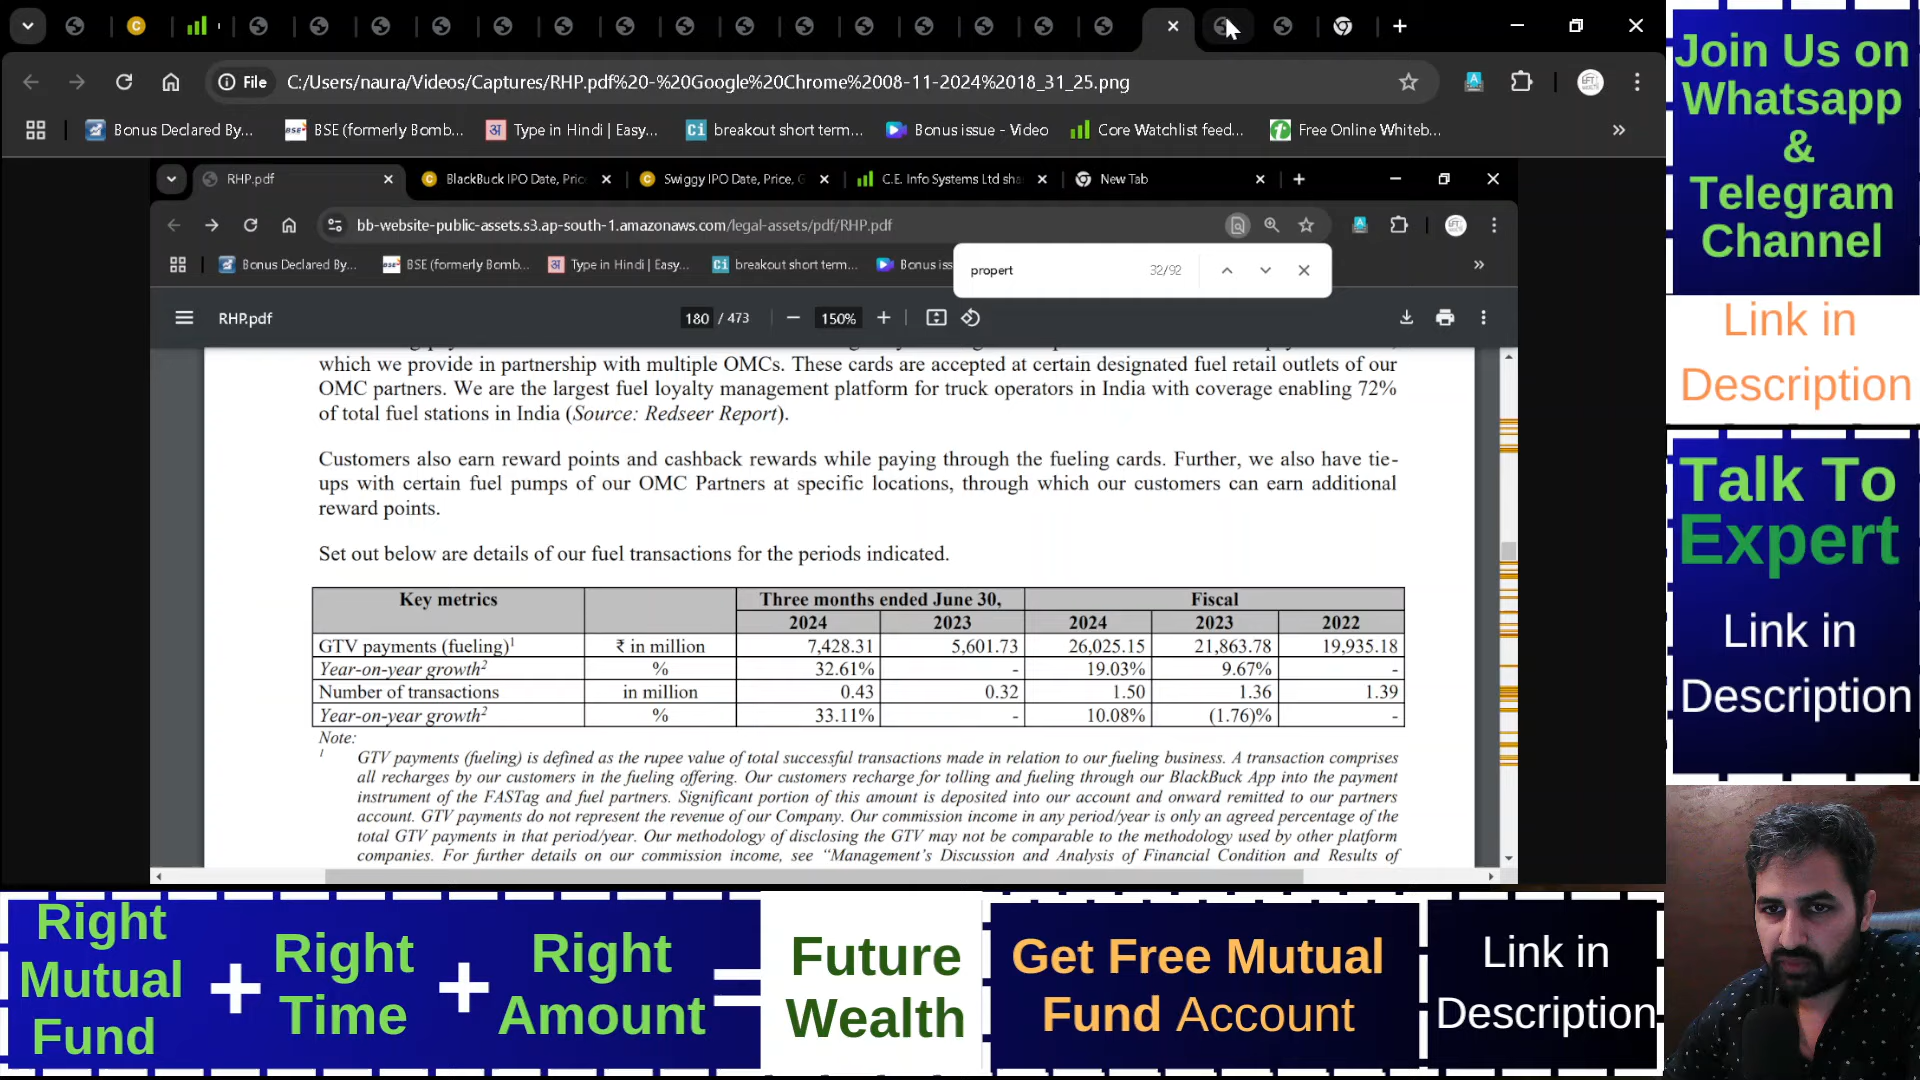 File
C:/Users/naura/Videos/Captures/RHP.pdf%20-%20Google%20Chrome%2008-11-2024%2018_31_25.png
Bonus Declared By...
BSE (formerly Bomb...
Type in Hindi | Easy...
breakout short term...
Bonus issue - Video
Core Watchlist feed...
Free Online Whiteb...
RHP.pdf
BlackBuck IPO Date, Pric
Swiggy IPO Date, Price, G
C.E. Info Systems Ltd sha
New Tab
bb-website-public-assets.s3.ap-south-1.amazonaws.com/legal-assets/pdf/RHP.pdf
Bonus Declared By...
BSE (formerly Bomb...
Type in Hindi | Easy...
breakout short term...
Bonus iss
propert
32/92
RHP.pdf
180 / 473
150%
which we provide in partnership with multiple OMCs. These cards are accepted at certain designated fuel retail outlets of our
OMC partners. We are the largest fuel loyalty management platform for truck operators in India with coverage enabling 72%
of total fuel stations in India (Source: Redseer Report).
Customers also earn reward points and cashback rewards while paying through the fueling cards. Further, we also have tie-
ups with certain fuel pumps of our OMC Partners at specific locations, through which our customers can earn additional
reward points.
Set out below are details of our fuel transactions for the periods indicated.
Key metrics Three months ended June 30, Fiscal
2024 2023 2024 2023 2022
GTV payments (fueling)1 ₹ in million 7,428.31 5,601.73 26,025.15 21,863.78 19,935.18
Year-on-year growth2 % 32.61% - 19.03% 9.67% -
Number of transactions in million 0.43 0.32 1.50 1.36 1.39
Year-on-year growth2 % 33.11% - 10.08% (1.76)% -
Note:
1 GTV payments (fueling) is defined as the rupee value of total successful transactions made in relation to our fueling business. A transaction comprises
all recharges by our customers in the fueling offering. Our customers recharge for tolling and fueling through our BlackBuck App into the payment
instrument of the FASTag and fuel partners. Significant portion of this amount is deposited into our account and onward remitted to our partners
account. GTV payments do not represent the revenue of our Company. Our commission income in any period/year is only an agreed percentage of the
total GTV payments in that period/year. Our methodology of disclosing the GTV may not be comparable to the methodology used by other platform
companies. For further details on our commission income, see “Management’s Discussion and Analysis of Financial Condition and Results of
Join Us on
Whatsapp
&
Telegram
Channel
Link in
Description
Talk To
Expert
Link in
Description
Right
Mutual
Fund
+
Right
Time
+
Right
Amount
=
Future
Wealth
Get Free Mutual
Fund Account
Link in
Description